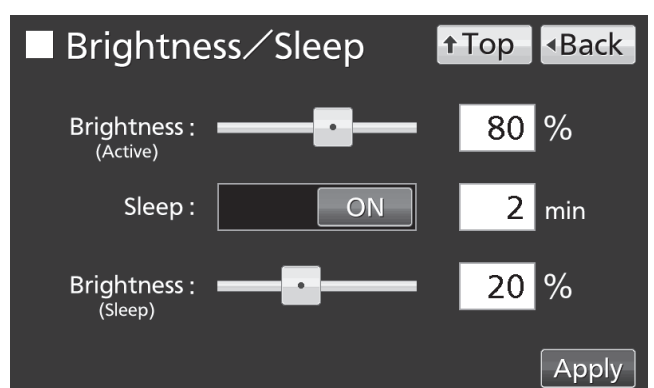 Brightness／Sleep ↑Top ◂Back
Brightness : 80 %
(Active)
Sleep : ON 2 min
Brightness : 20 %
(Sleep)
Apply